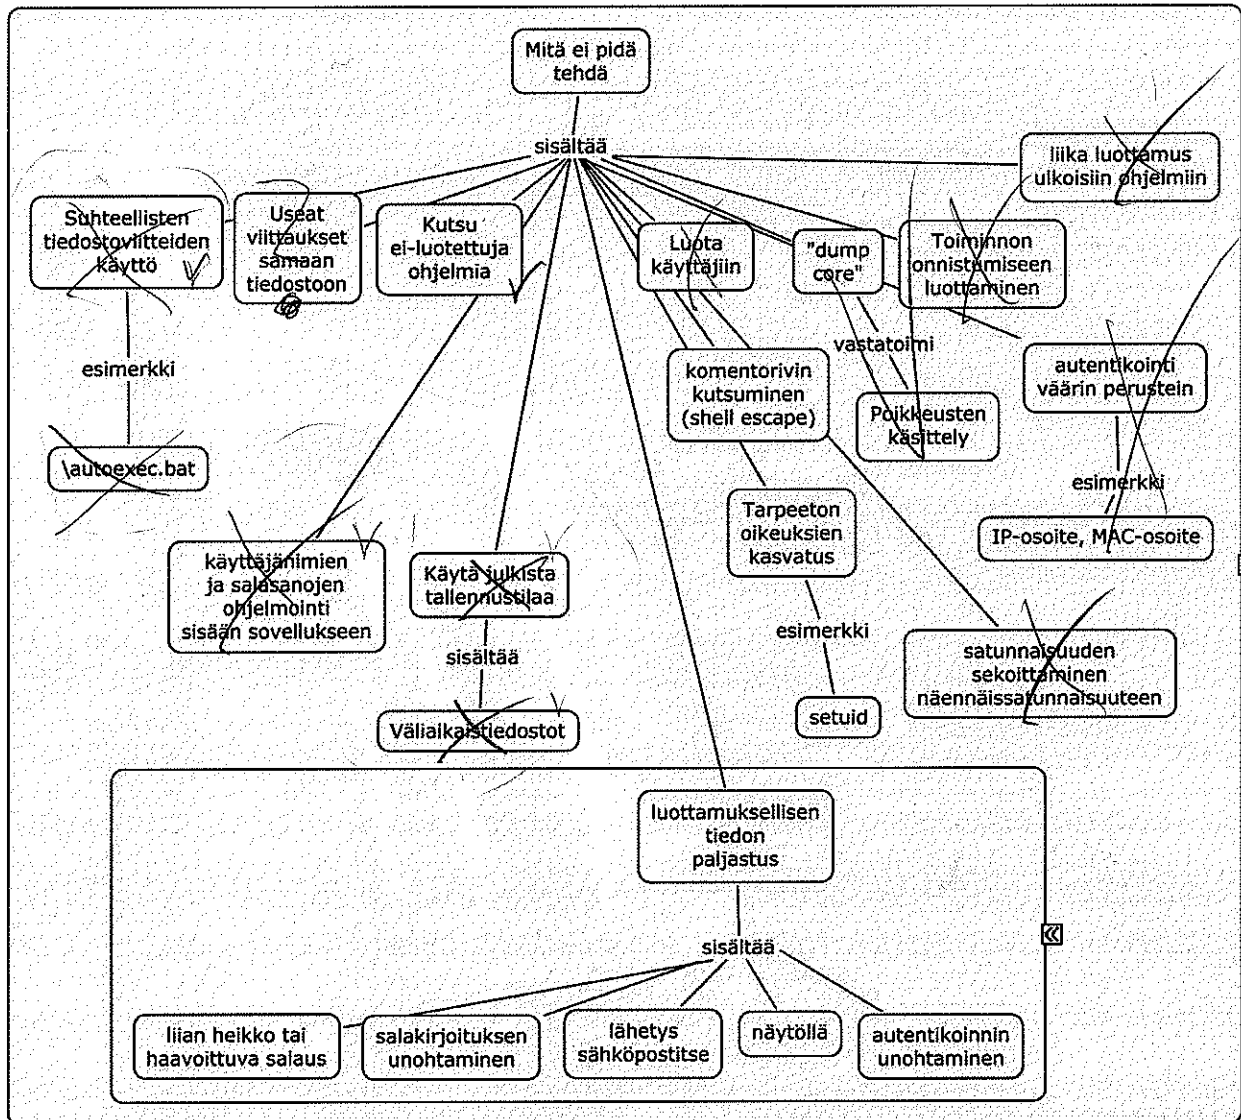 Mitä ei pidä
tehdä
sisältää
liika luottamus
ulkoisiin ohjelmiin
Suhteellisten
tiedostoviitteiden
käyttö
Useat
viittaukset
samaan
tiedostoon
Kutsu
ei-luotettuja
ohjelmia
Luota
käyttäjiin
"dump
core"
Toiminnon
onnistumiseen
luottaminen
esimerkki
\autoexec.bat
komentorivin
kutsuminen
(shell escape)
vastatoimi
Poikkeusten
käsittely
autentikointi
väärin perustein
esimerkki
IP-osoite, MAC-osoite
käyttäjänimien
ja salasanojen
ohjelmointi
sisään sovellukseen
Käytä julkista
tallennustilaa
sisältää
Väliaikaistiedostot
Tarpeeton
oikeuksien
kasvatus
esimerkki
setuid
satunnaisuuden
sekoittaminen
näennäissatunnaisuuteen
luottamuksellisen
tiedon
paljastus
sisältää
liian heikko tai
haavoittuva salaus
salakirjoituksen
unohtaminen
lähetys
sähköpostitse
näytöllä
autentikoinnin
unohtaminen